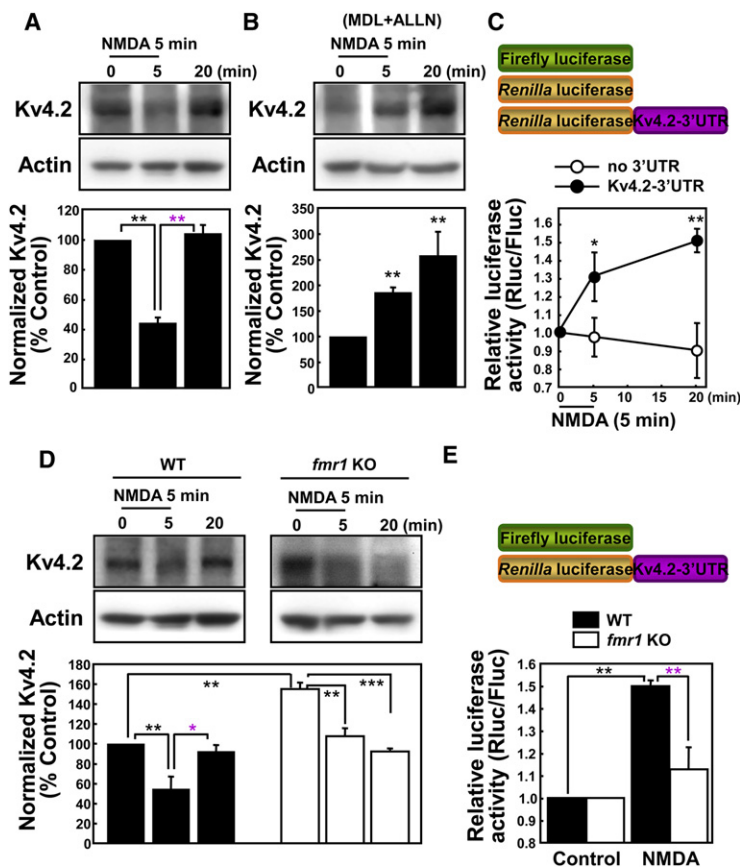 A
NMDA 5 min
0 5 20 (min)
Kv4.2
Actin
Normalized Kv4.2
(% Control)
120
100
80
60
40
20
0
**
**
B
(MDL+ALLN)
NMDA 5 min
0 5 20 (min)
Kv4.2
Actin
Normalized Kv4.2
(% Control)
350
300
250
200
150
100
50
0
**
**
C
Firefly luciferase
Renilla luciferase
Renilla luciferase Kv4.2-3'UTR
no 3'UTR
Kv4.2-3'UTR
Relative luciferase
activity (Rluc/Fluc)
1.6
1.5
1.4
1.3
1.2
1.1
1.0
0.9
0.8
0.7
*
**
0 5 10 15 20 (min)
NMDA (5 min)
D
WT
fmr1 KO
NMDA 5 min
NMDA 5 min
0 5 20
0 5 20 (min)
Kv4.2
Actin
Normalized Kv4.2
(% Control)
180
160
140
120
100
80
60
40
20
0
**
**
*
**
***
E
Firefly luciferase
Renilla luciferase Kv4.2-3'UTR
WT
fmr1 KO
Relative luciferase
activity (Rluc/Fluc)
1.6
1.5
1.4
1.3
1.2
1.1
1.0
0.9
0.8
**
**
Control NMDA